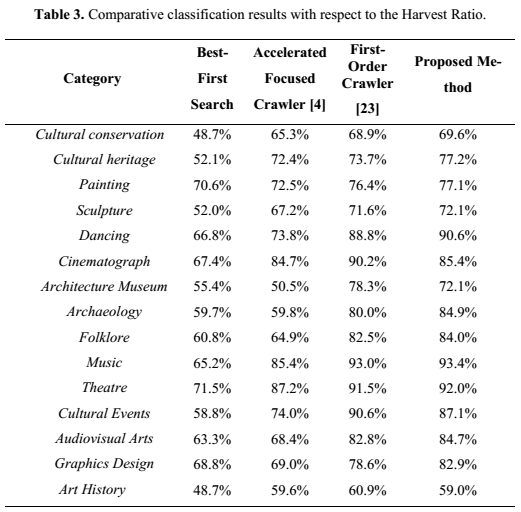 Table 3. Comparative classification results with respect to the Harvest Ratio.
Category Best-First Search Accelerated Focused Crawler [4] First-Order Crawler [23] Proposed Me-thod
Cultural conservation 48.7% 65.3% 68.9% 69.6%
Cultural heritage 52.1% 72.4% 73.7% 77.2%
Painting 70.6% 72.5% 76.4% 77.1%
Sculpture 52.0% 67.2% 71.6% 72.1%
Dancing 66.8% 73.8% 88.8% 90.6%
Cinematograph 67.4% 84.7% 90.2% 85.4%
Architecture Museum 55.4% 50.5% 78.3% 72.1%
Archaeology 59.7% 59.8% 80.0% 84.9%
Folklore 60.8% 64.9% 82.5% 84.0%
Music 65.2% 85.4% 93.0% 93.4%
Theatre 71.5% 87.2% 91.5% 92.0%
Cultural Events 58.8% 74.0% 90.6% 87.1%
Audiovisual Arts 63.3% 68.4% 82.8% 84.7%
Graphics Design 68.8% 69.0% 78.6% 82.9%
Art History 48.7% 59.6% 60.9% 59.0%